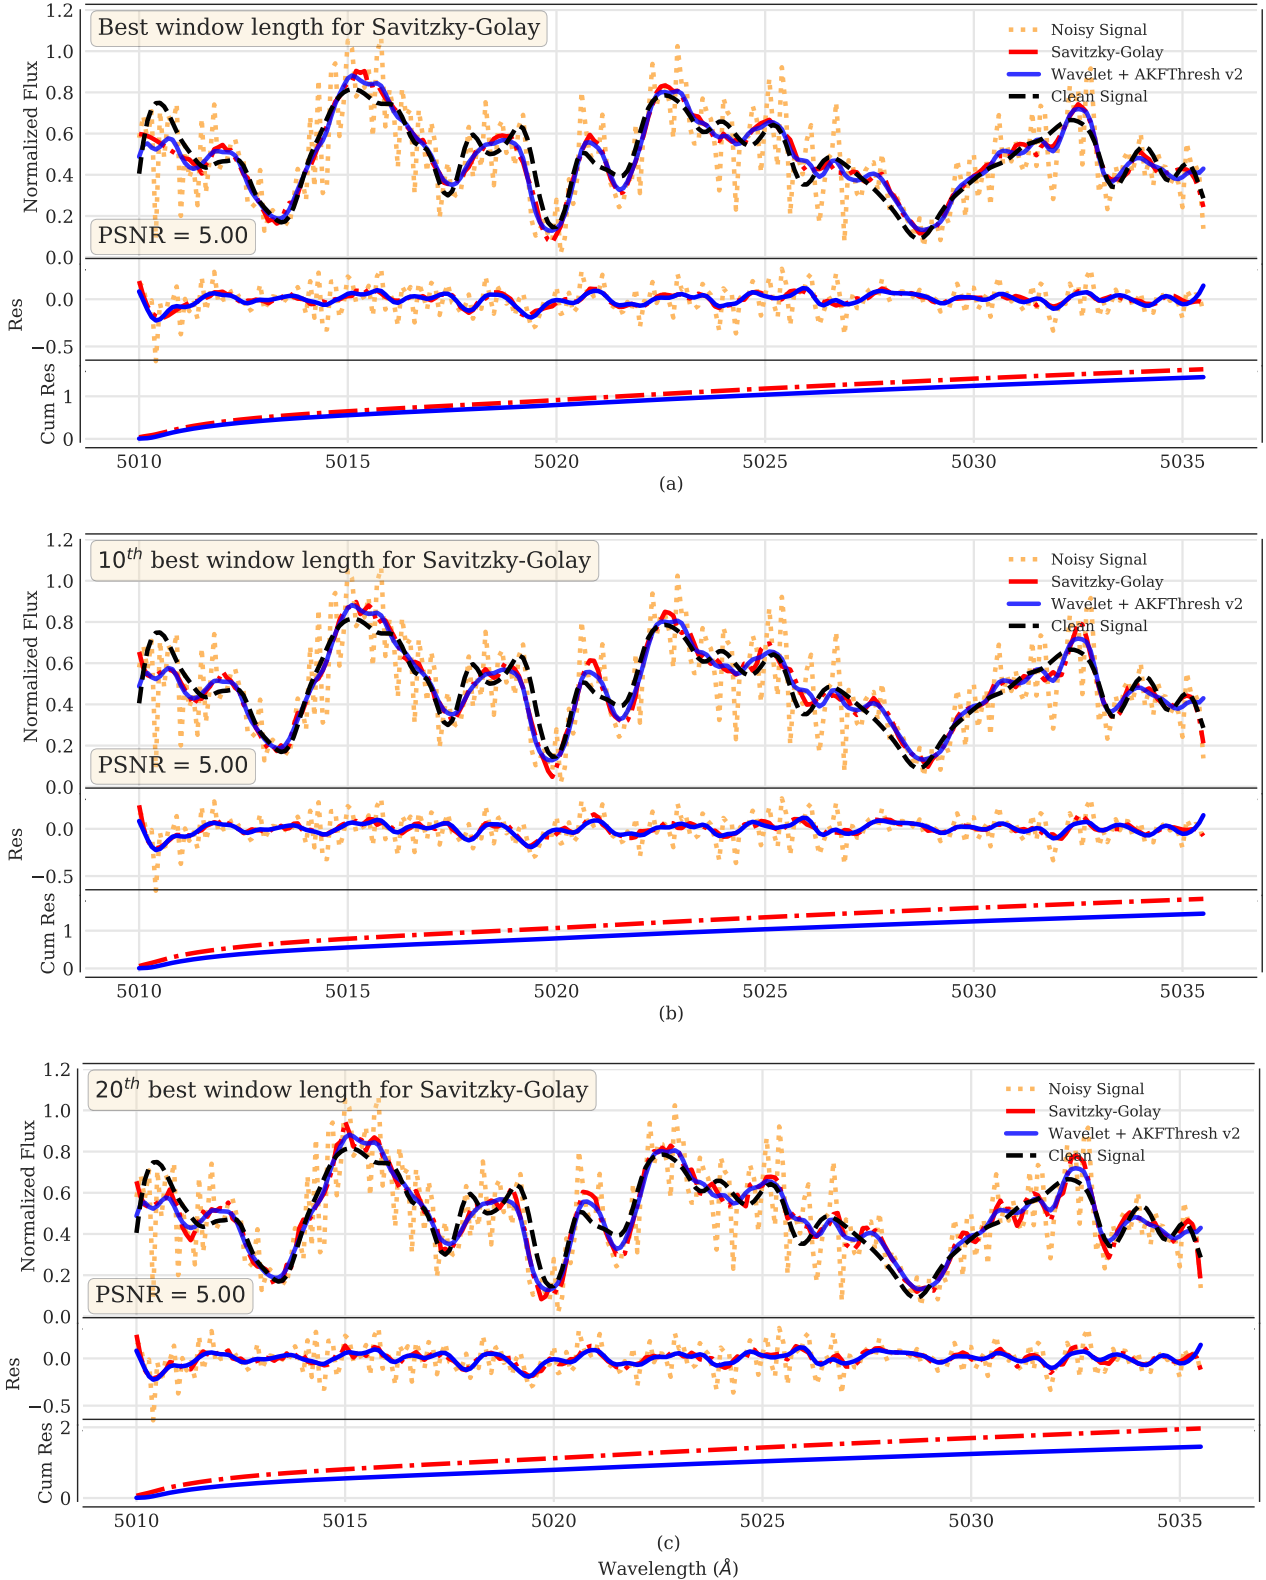 Best window length for Savitzky-Golay
Noisy Signal
Savitzky-Golay
Wavelet + AKFThresh v2
Clean Signal
PSNR = 5.00
Normalized Flux
1.2
1.0
0.8
0.6
0.4
0.2
0.0
Res
0.0
−0.5
Cum Res
1
0
5010 5015 5020 5025 5030 5035
(a)
10th best window length for Savitzky-Golay
Noisy Signal
Savitzky-Golay
Wavelet + AKFThresh v2
Clean Signal
PSNR = 5.00
Normalized Flux
1.2
1.0
0.8
0.6
0.4
0.2
0.0
Res
0.0
−0.5
Cum Res
1
0
5010 5015 5020 5025 5030 5035
(b)
20th best window length for Savitzky-Golay
Noisy Signal
Savitzky-Golay
Wavelet + AKFThresh v2
Clean Signal
PSNR = 5.00
Normalized Flux
1.2
1.0
0.8
0.6
0.4
0.2
0.0
Res
0.0
−0.5
Cum Res
2
0
5010 5015 5020 5025 5030 5035
(c)
Wavelength (Å)